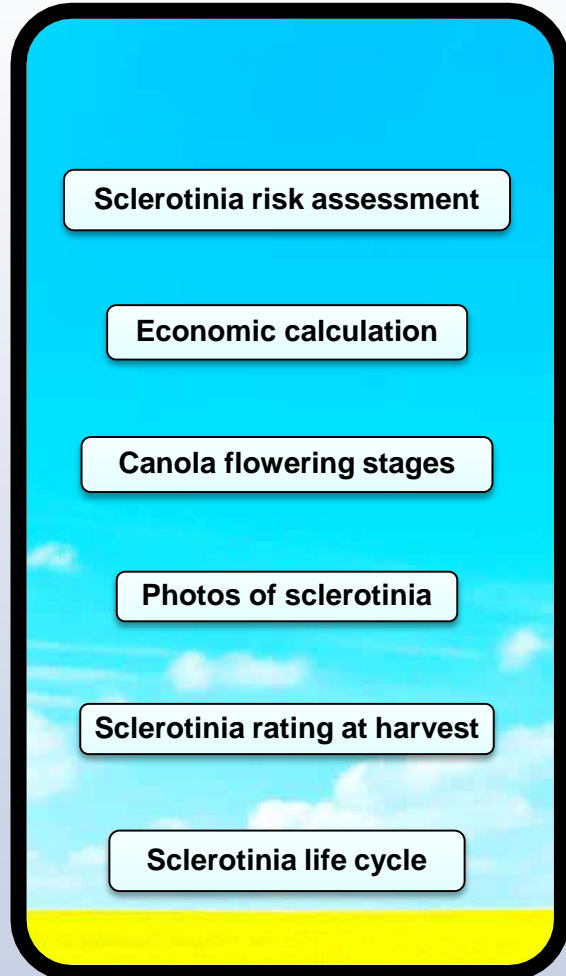 Sclerotinia risk assessment
Economic calculation
Canola flowering stages
Photos of sclerotinia
Sclerotinia rating at harvest
Sclerotinia life cycle